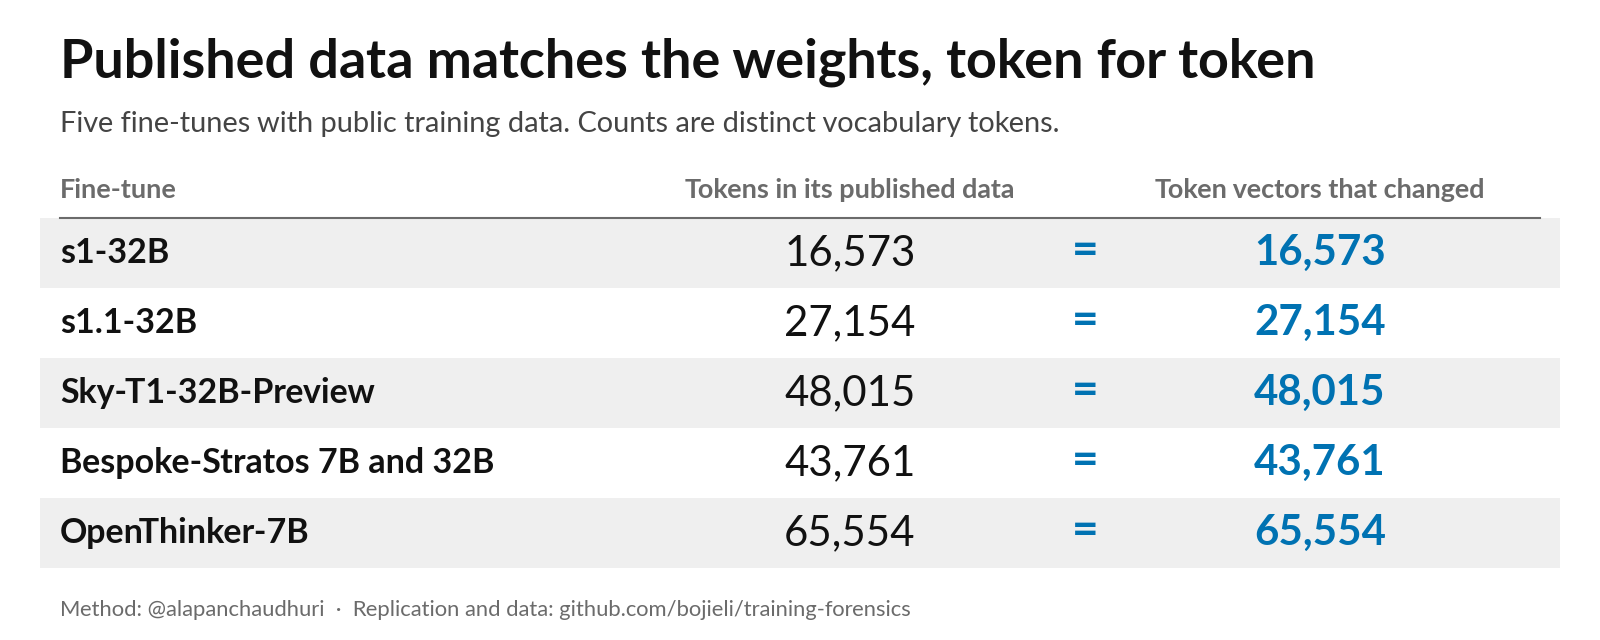 Published data matches the weights, token for token
Five fine-tunes with public training data. Counts are distinct vocabulary tokens.
Fine-tune Tokens in its published data Token vectors that changed
s1-32B 16,573 = 16,573
s1.1-32B 27,154 = 27,154
Sky-T1-32B-Preview 48,015 = 48,015
Bespoke-Stratos 7B and 32B 43,761 = 43,761
OpenThinker-7B 65,554 = 65,554
Method: @alapanchaudhuri · Replication and data: github.com/bojieli/training-forensics